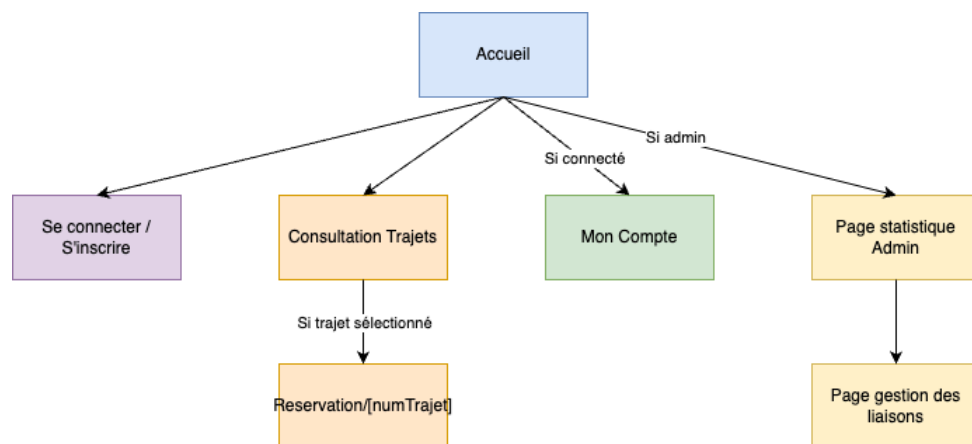 Accueil
Si admin
Si connecté
Se connecter /
S'inscrire
Consultation Trajets
Mon Compte
Page statistique
Admin
Si trajet sélectionné
Reservation/[numTrajet]
Page gestion des
liaisons